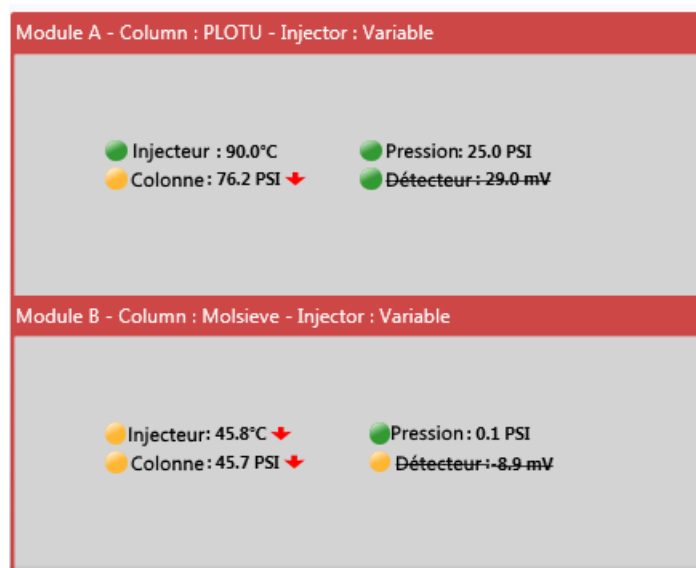 Module A - Column : PLOTU - Injector : Variable
Injecteur : 90.0°C Pression: 25.0 PSI
Colonne : 76.2 PSI Détecteur : 29.0 mV
Module B - Column : Molsieve - Injector : Variable
Injecteur: 45.8°C Pression : 0.1 PSI
Colonne : 45.7 PSI Détecteur :-8.9 mV